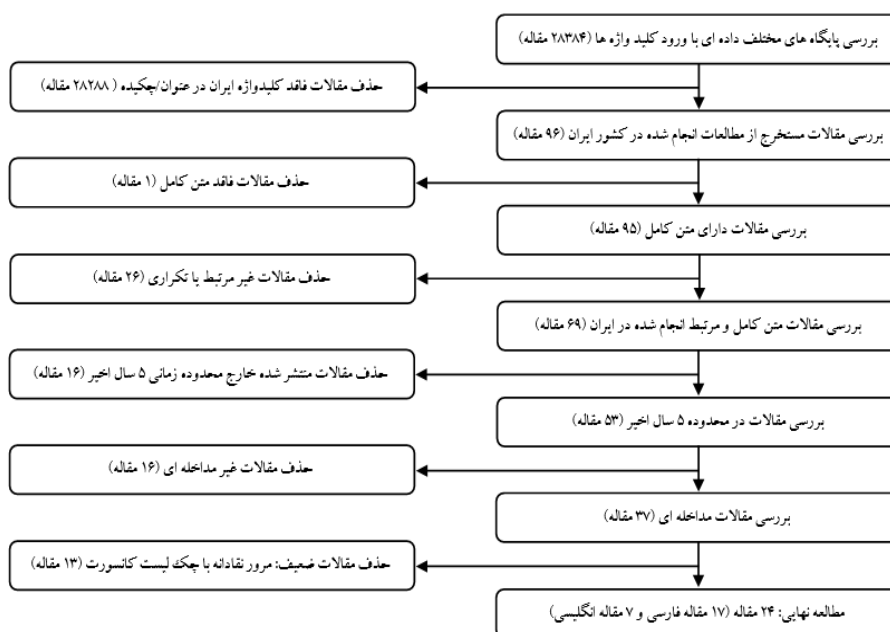 بررسی پایگاه های مختلف داده ای با ورود کلید واژه ها (۲۸۳۸۴ مقاله)
حذف مقالات فاقد کلیدواژه ایران در عنوان/چکیده ( ۲۸۲۸۸ مقاله)
بررسی مقالات مستخرج از مطالعات انجام شده در کشور ایران (۹۶ مقاله)
حذف مقالات فاقد متن کامل (۱ مقاله)
بررسی مقالات دارای متن کامل (۹۵ مقاله)
حذف مقالات غیر مرتبط یا تکراری (۲۶ مقاله)
بررسی مقالات متن کامل و مرتبط انجام شده در ایران (۶۹ مقاله)
حذف مقالات منتشر شده خارج محدوده زمانی ۵ سال اخیر (۱۶ مقاله)
بررسی مقالات در محدوده ۵ سال اخیر (۵۳ مقاله)
حذف مقالات غیر مداخله ای (۱۶ مقاله)
بررسی مقالات مداخله ای (۳۷ مقاله)
حذف مقالات ضعیف: مرور نقادانه با چک لیست کانسورت (۱۳ مقاله)
مطالعه نهایی: ۲۴ مقاله (۱۷ مقاله فارسی و ۷ مقاله انگلیسی)